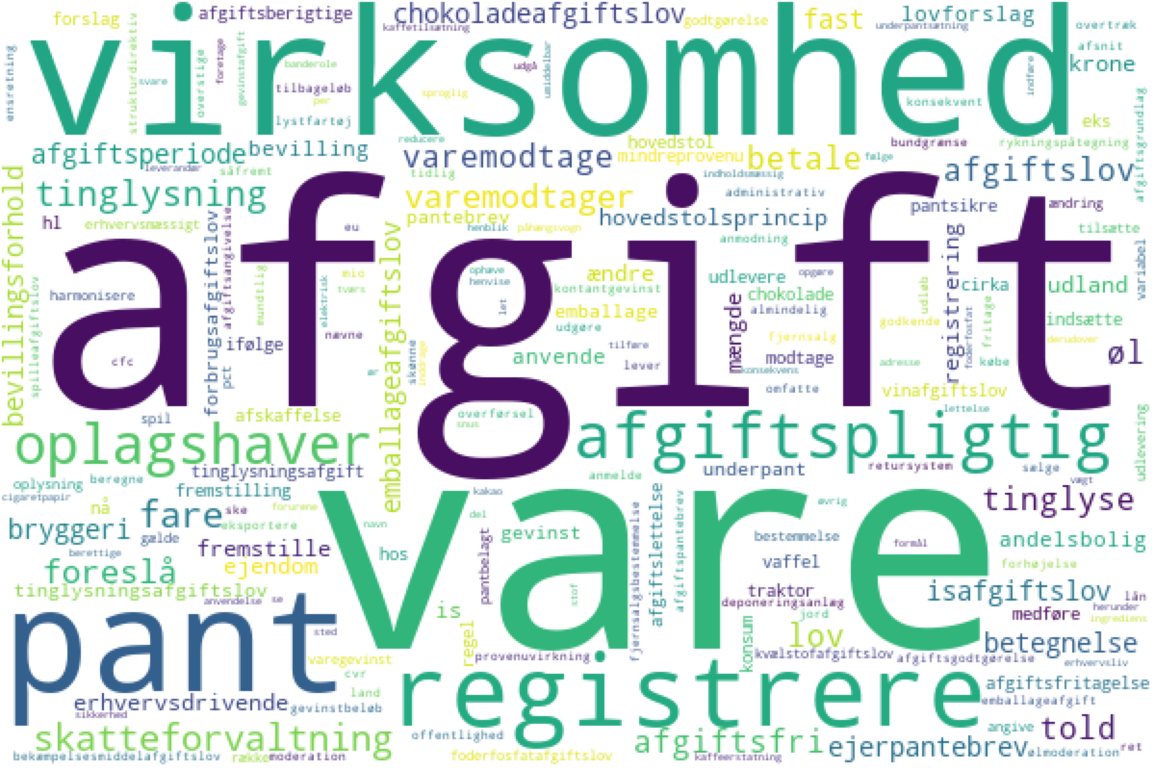 forslag
afgiftsberigtige
chokoladeafgiftslov
kaffetilsætning
godtgørelse
fast
underpantsætning
lovforslag
overtræk
afsnit
krone
virksomhed
ensretning
strukturdirektiv
svare
overstige
foretage
gevinstafgift
banderole
tilbageløb
per
lystfartøj
sproglig
udgå
umiddelbar
konsekvent
indføre
eks
reducere
hovedstol
bundgrænse
rykningspåtegning
afgiftsgrundlag
afgiftsperiode
bevilling
leverandør
såfremt
varemodtage
tidlig
mindreprovenu
indholdsmæssig
betale
følge
afgiftslov
tinglysning
varemodtager
administrativ
pantsikre
ændring
hl
erhvervsmæssigt
pantebrev
henblik
påhængsvogn
hovedstolsprincip
anmodning
tilsætte
variabel
bevillingsforhold
spilleafgiftslov
forbrugsafgiftslov
afgiftsangivelse
eu
emballageafgiftslov
afgift
harmonisere
mundtlig
mio
tværs
elektrisk
ophæve
henvise
let
ændre
kontantgevinst
udlevere
opgøre
chokolade
almindelig
udløb
registrering
foderfosfat
cirka
fritage
udland
indsætte
derudover
cfc
pct
ifølge
nævne
skønne
inddrage
emballage
udgøre
anvende
tilføre
lever
mængde
fjernsalg
modtage
konsekvens
omfatte
godkende
adresse
købe
øl
vinafgiftslov
lettelse
spil
afskaffelse
overførsel
snus
oplagshaver
afgiftspligtig
udlevering
tinglysningsafgift
oplysning
beregne
cigaretpapir
fremstilling
anmelde
underpant
retursystem
sælge
vægt
nå
ske
forurene
fare
eksportere
kakao
del
øvrig
tinglyse
bryggeri
gælde
berettige
navn
fremstille
hos
gevinst
vare
afgiftslettelse
afgiftspantebrev
fjernsalgsbestemmelse
bestemmelse
formål
andelsbolig
foreslå
ejendom
pantbelagt
stof
vaffel
forhøjelse
tinglysningsafgiftslov
anvendelse
se
is
traktor
deponeringsanlæg
jord
isafgiftslov
lån
medføre
herunder
ingrediens
pant
sted
regel
konsum
lov
betegnelse
varegevinst
provenuvirkning
kvælstofafgiftslov
afgiftsgodtgørelse
erhvervsliv
cvr
land
registrere
afgiftsfritagelse
erhvervsdrivende
gevinstbeløb
emballageafgift
sikkerhed
skatteforvaltning
offentlighed
afgiftsfri
angive
told
ejerpantebrev
ølmoderation
ret
bekæmpelsesmiddelafgiftslov
række
moderation
foderfosfatafgiftslov
kaffeerstatning